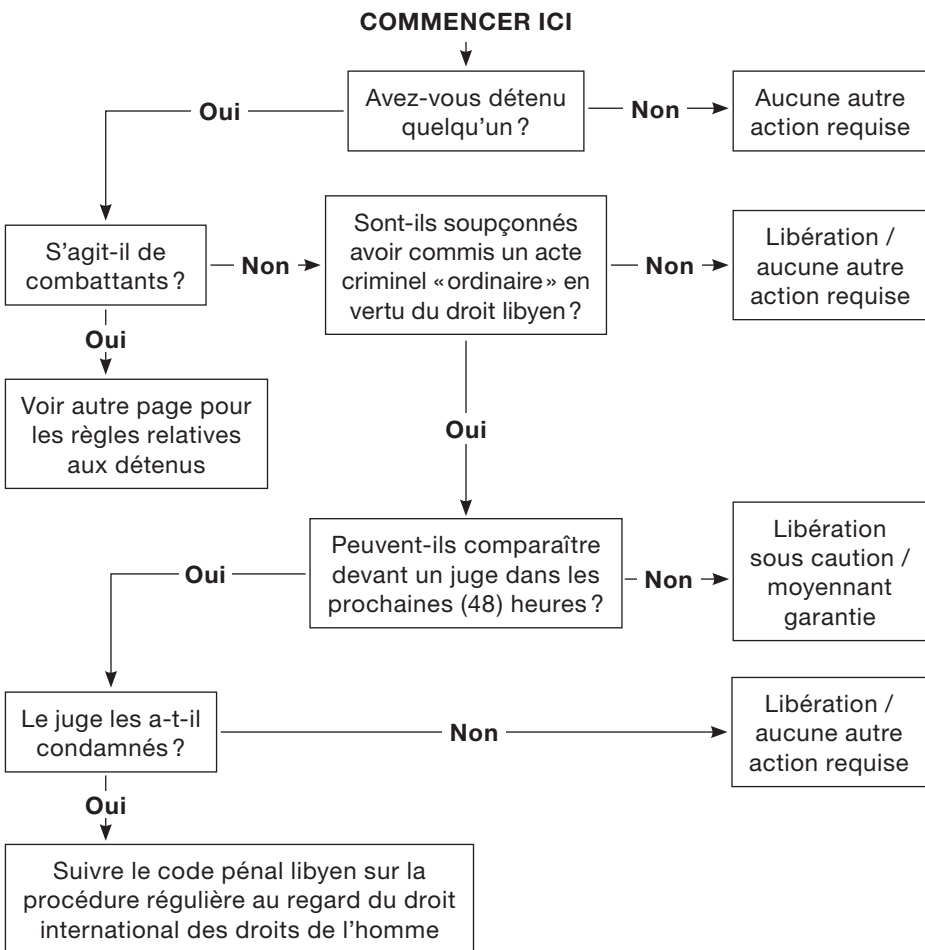 COMMENCER ICI
Avez-vous détenu
quelqu'un ?
Oui
Non
Aucune autre
action requise
S'agit-il de
combattants ?
Non
Sont-ils soupçonnés
avoir commis un acte
criminel « ordinaire » en
vertu du droit libyen ?
Non
Libération /
aucune autre
action requise
Oui
Voir autre page pour
les règles relatives
aux détenus
Oui
Peuvent-ils comparaître
devant un juge dans les
prochaines (48) heures ?
Oui
Non
Libération
sous caution /
moyennant
garantie
Le juge les a-t-il
condamnés ?
Non
Libération /
aucune autre
action requise
Oui
Suivre le code pénal libyen sur la
procédure régulière au regard du droit
international des droits de l'homme